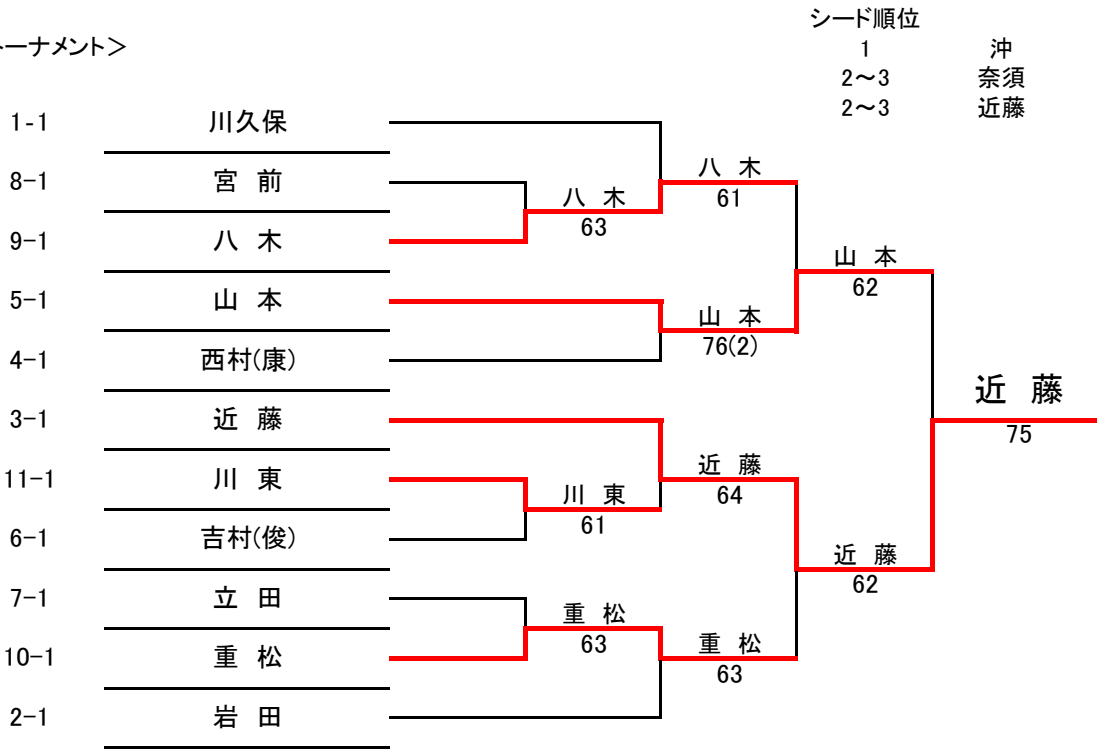 シード順位
ーナメント＞
1 沖
2～3 奈須
2～3 近藤
1-1 川久保
8-1 宮 前
八 木
61
八 木
63
9-1 八 木
山 本
62
5-1 山 本
山 本
76(2)
4-1 西村(康)
近 藤
75
3-1 近 藤
近 藤
64
11-1 川 東
川 東
61
6-1 吉村(俊)
近 藤
62
7-1 立 田
重 松
63
重 松
63
10-1 重 松
2-1 岩 田